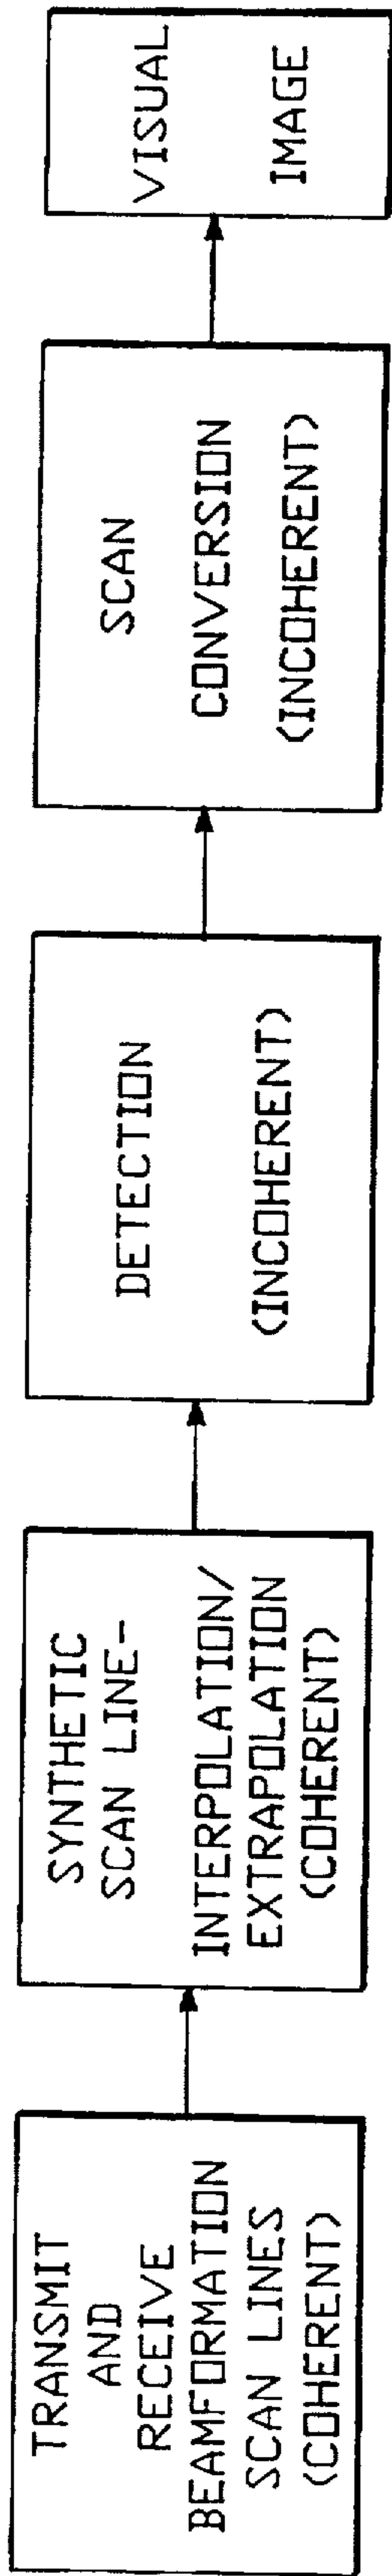 TRANSMIT
AND
RECEIVE
BEAMFORMATION
SCAN LINES
(COHERENT)
SYNTHETIC
SCAN LINE-
INTERPOLATION/
EXTRAPOLATION
(COHERENT)
DETECTION
(INCOHERENT)
SCAN
CONVERSION
(INCOHERENT)
VISUAL
IMAGE